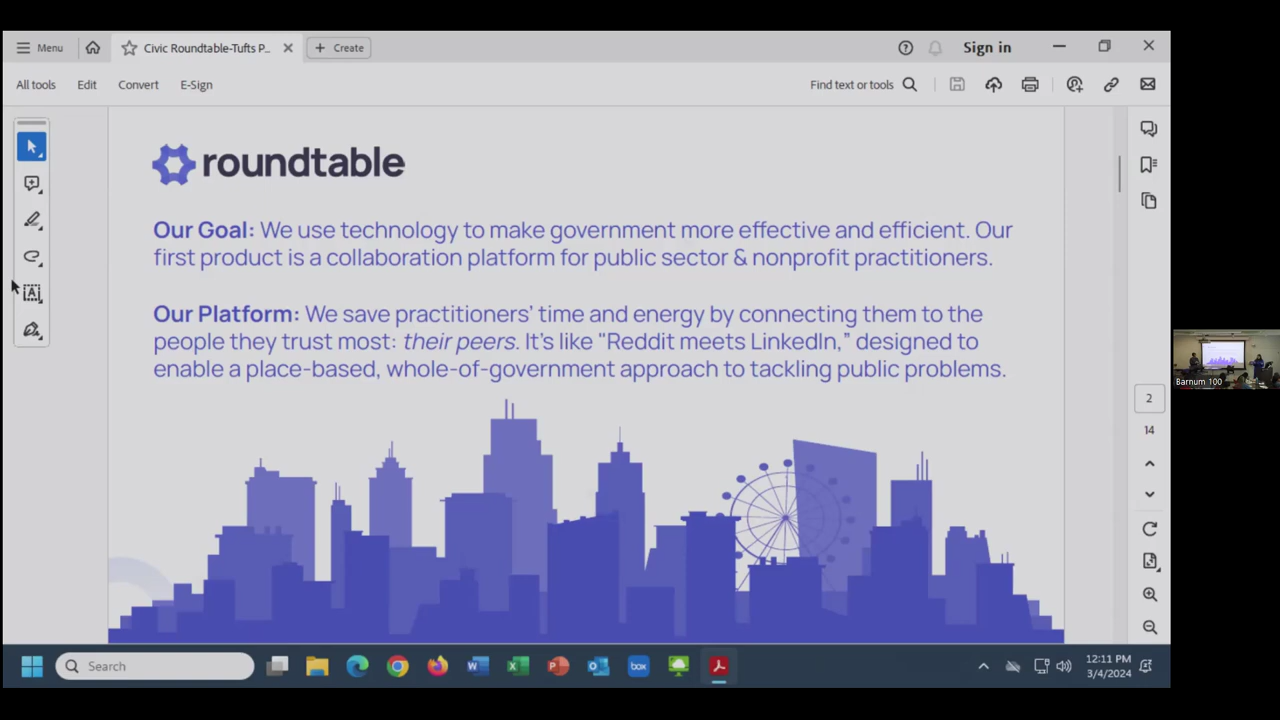 Menu
Civic Roundtable-Tufts P...
Create
Sign in
All tools
Edit
Convert
E-Sign
Find text or tools
roundtable
Our Goal: We use technology to make government more effective and efficient. Our
first product is a collaboration platform for public sector & nonprofit practitioners.
Our Platform: We save practitioners' time and energy by connecting them to the
people they trust most: their peers. It's like "Reddit meets LinkedIn," designed to
enable a place-based, whole-of-government approach to tackling public problems.
2
14
Barnum 100
Search
box
12:11 PM
3/4/2024